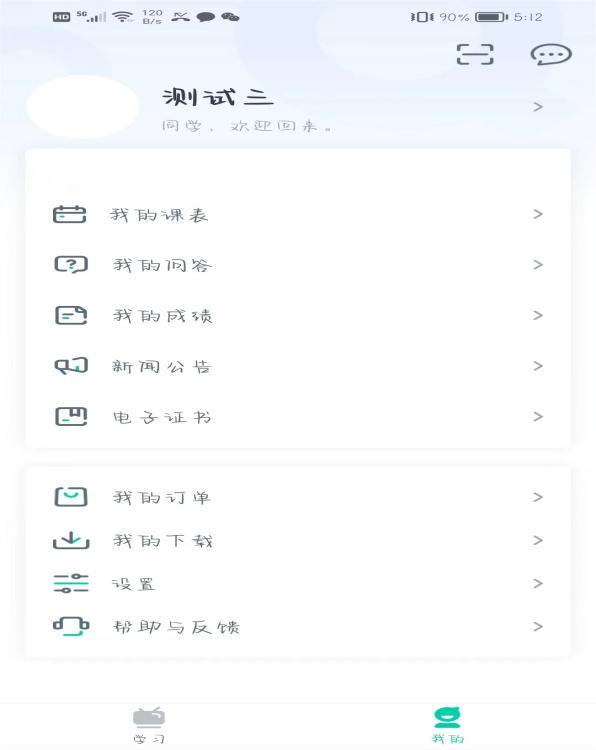 HD 5G 120 B/s 90% 5:12
测试三
同学，欢迎回来。
我的课表
我的问答
我的成绩
新闻公告
电子证书
我的订单
我的下载
设置
帮助与反馈
学习 我的